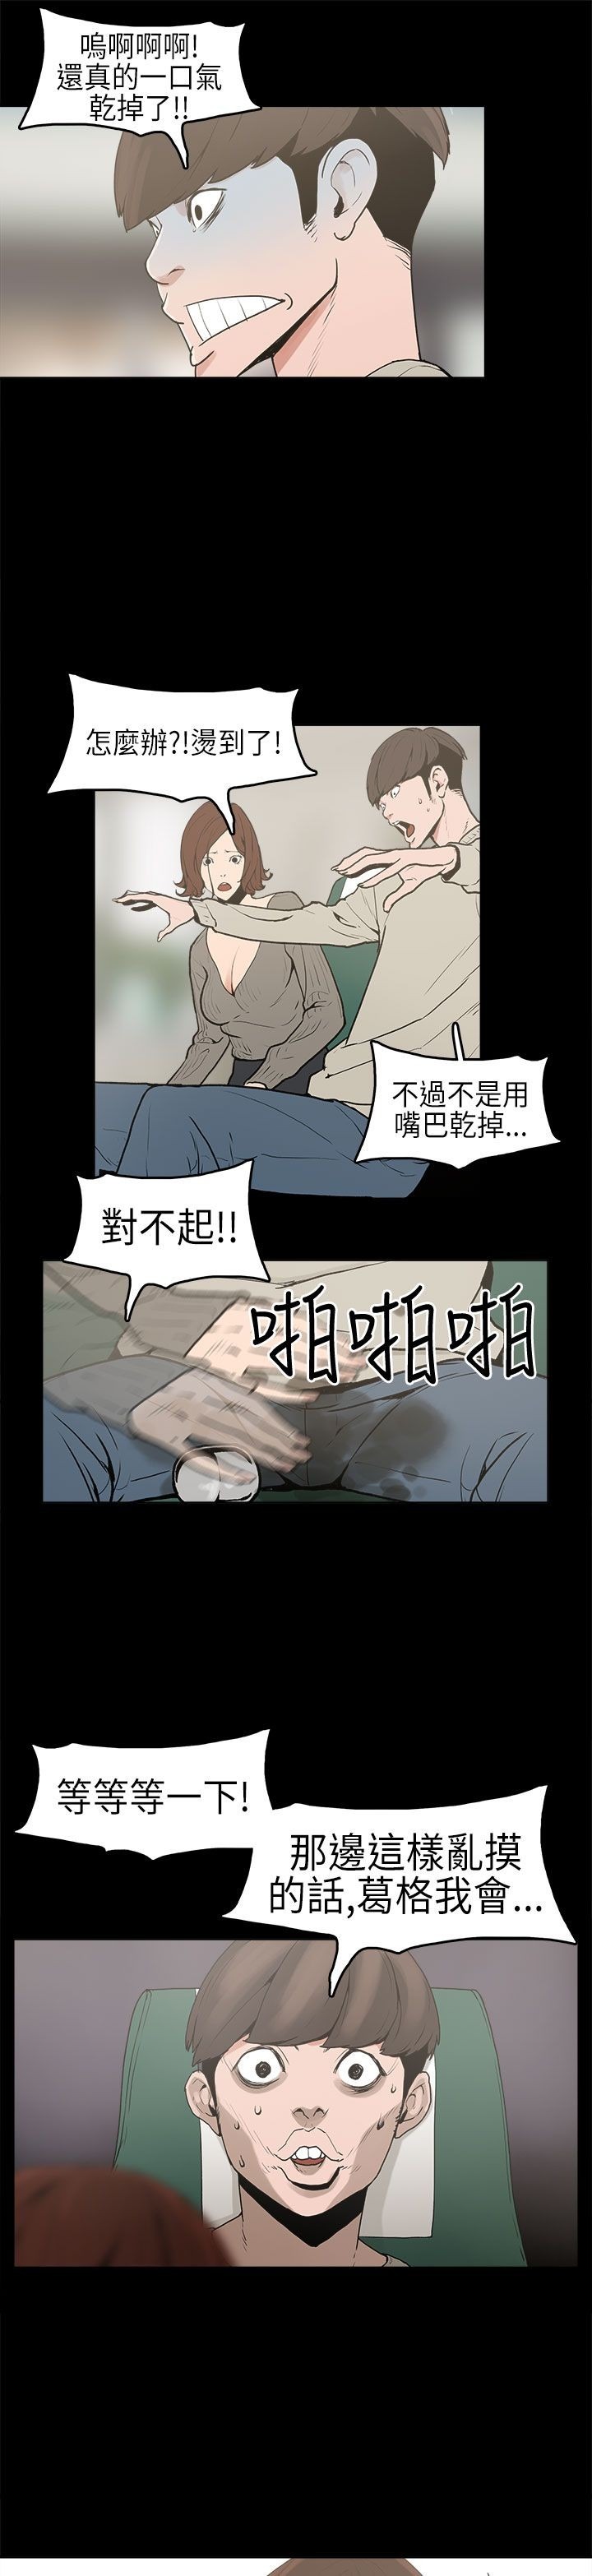 嗚啊啊啊!
還真的一口氣
乾掉了!!
怎麼辦?!燙到了!
不過不是用
嘴巴乾掉...
對不起!!
啪啪啪
等等等一下!
那邊這樣亂摸
的話,葛格我會...